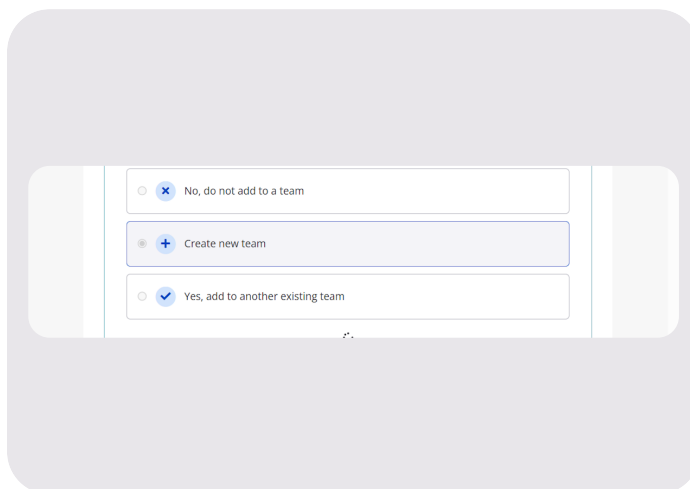 No, do not add to a team
Create new team
Yes, add to another existing team